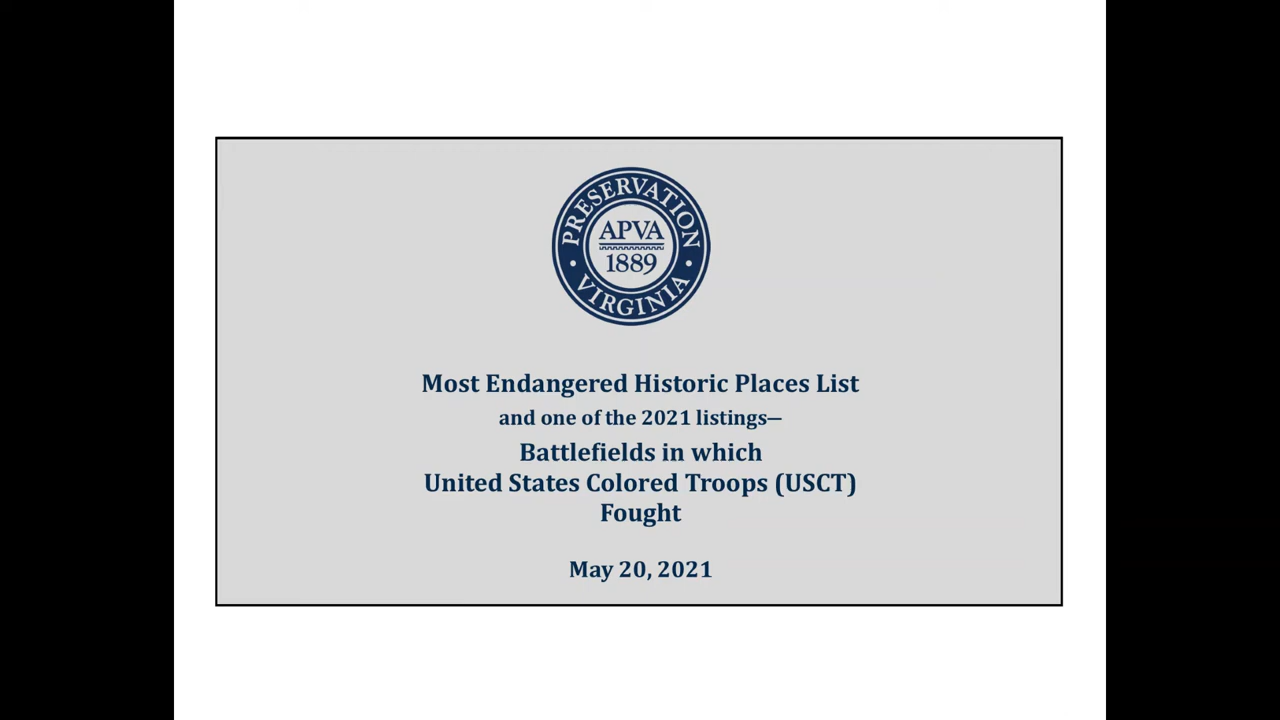 PRESERVATION
APVA
1889
VIRGINIA
Most Endangered Historic Places List
and one of the 2021 listings—
Battlefields in which
United States Colored Troops (USCT)
Fought
May 20, 2021